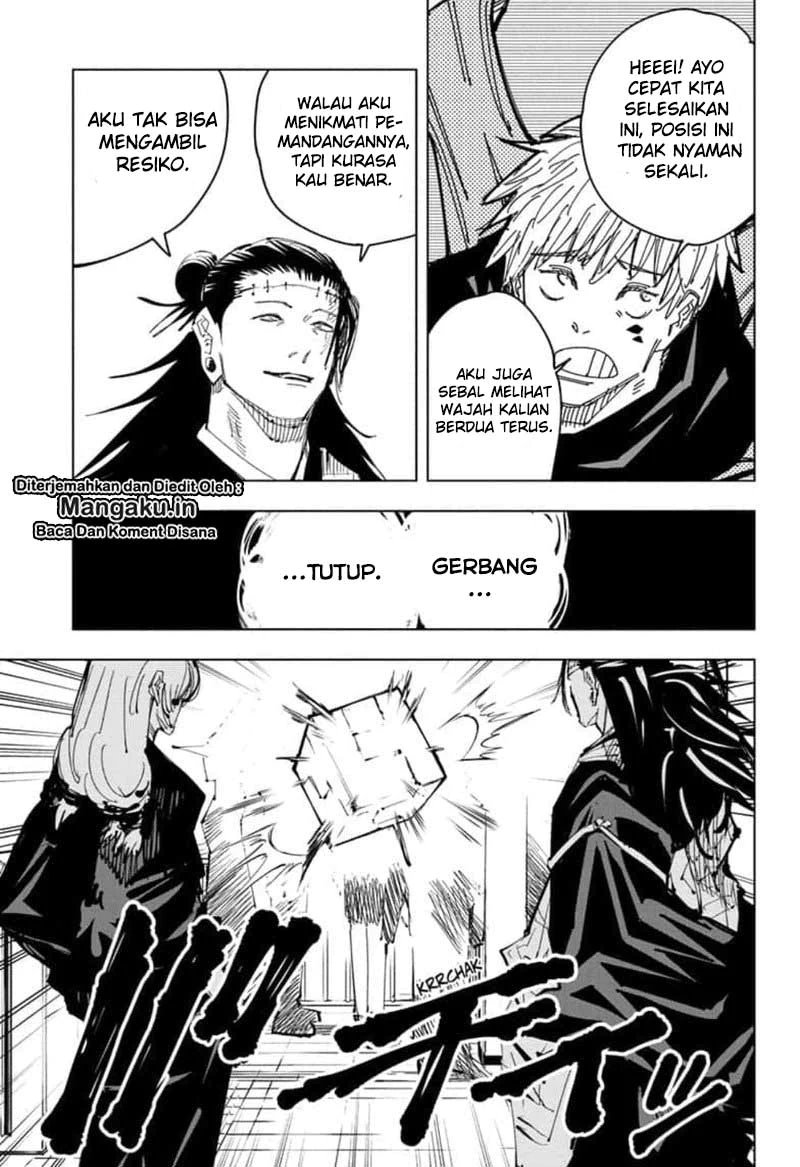 HEEEI! AYO
CEPAT KITA
SELESAIKAN
INI, POSISI INI
TIDAK NYAMAN
SEKALI.
AKU JUGA
SEBAL MELIHAT
WAJAH KALIAN
BERDUA TERUS.
WALAU AKU
MENIKMATI PE-
MANDANGANNYA,
TAPI KURASA
KAU BENAR.
AKU TAK BISA
MENGAMBIL
RESIKO.
Diterjemahkan dan Diedit Oleh :
Mangaku.in
Baca Dan Koment Disana
GERBANG
...
...TUTUP.
KRRCHAK